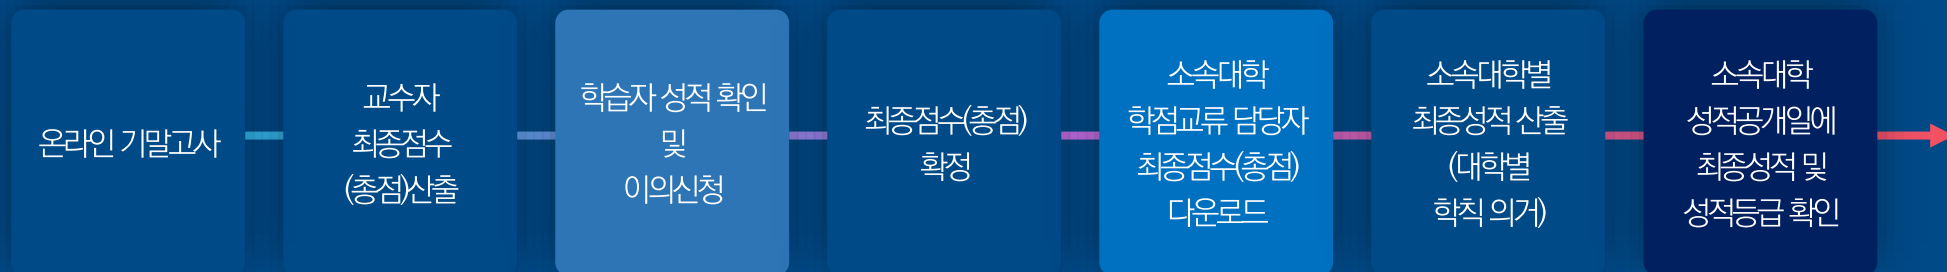 온라인 기말고사
교수자
최종점수
(총점)산출
학습자 성적 확인
및
이의신청
최종점수(총점)
확정
소속대학
학점교류 담당자
최종점수(총점)
다운로드
소속대학별
최종성적 산출
(대학별
학칙 의거)
소속대학
성적공개일에
최종성적 및
성적등급 확인